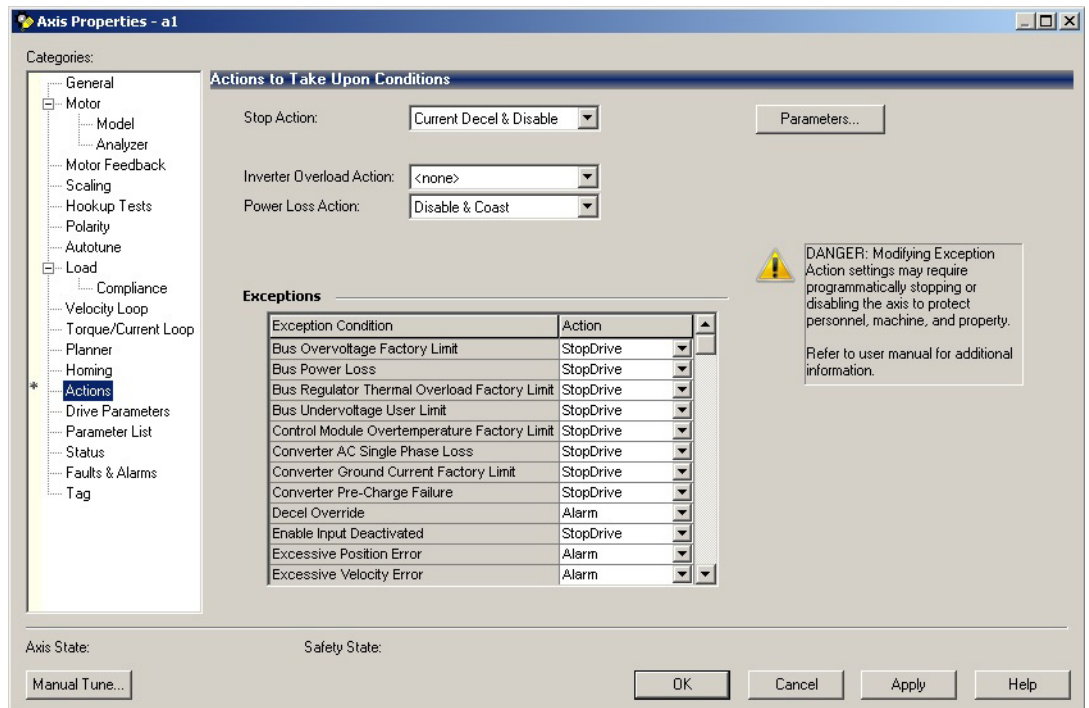 Axis Properties - a1
Categories:
General
Motor
Model
Analyzer
Motor Feedback
Scaling
Hookup Tests
Polarity
Autotune
Load
Compliance
Velocity Loop
Torque/Current Loop
Planner
Homing
* Actions
Drive Parameters
Parameter List
Status
Faults & Alarms
Tag
Actions to Take Upon Conditions
Stop Action: Current Decel & Disable Parameters...
Inverter Overload Action: <none>
Power Loss Action: Disable & Coast
DANGER: Modifying Exception
Action settings may require
programmatically stopping or
disabling the axis to protect
personnel, machine, and property.
Refer to user manual for additional
information.
Exceptions
Exception Condition Action
Bus Overvoltage Factory Limit StopDrive
Bus Power Loss StopDrive
Bus Regulator Thermal Overload Factory Limit StopDrive
Bus Undervoltage User Limit StopDrive
Control Module Overtemperature Factory Limit StopDrive
Converter AC Single Phase Loss StopDrive
Converter Ground Current Factory Limit StopDrive
Converter Pre-Charge Failure StopDrive
Decel Override Alarm
Enable Input Deactivated StopDrive
Excessive Position Error Alarm
Excessive Velocity Error Alarm
Axis State: Safety State:
Manual Tune... OK Cancel Apply Help